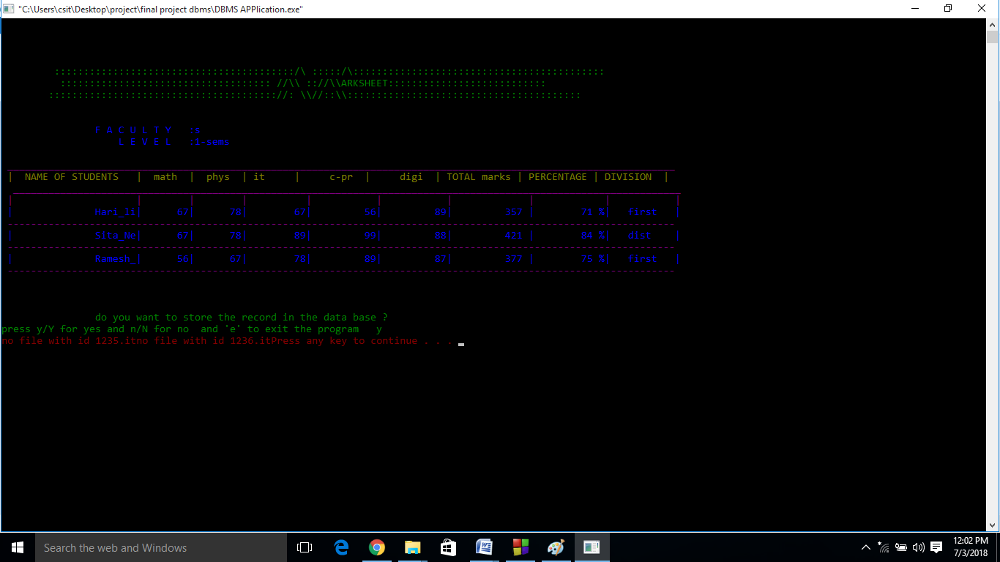 "C:\Users\csit\Desktop\project\final project dbms\DBMS APPlication.exe"
:::::::::::::::::::::::::::::::::::::::::/\ :::::/\:::::::::::::::::::::::::::::::::::::::::::
:::::::::::::::::::::::::::::::::::: //\\ :://\\ARKSHEET:::::::::::::::::::::::::::
:::::::::::::::::::::::::::::::::::::::://: \\//::\\::::::::::::::::::::::::::::::::::::::::
F A C U L T Y   :s
L E V E L   :1-sems
| NAME OF STUDENTS | math | phys | it | c-pr | digi | TOTAL marks | PERCENTAGE | DIVISION |
| Hari_li| 67| 78| 67| 56| 89| 357 | 71 %| first |
| Sita_Ne| 67| 78| 89| 99| 88| 421 | 84 %| dist |
| Ramesh_| 56| 67| 78| 89| 87| 377 | 75 %| first |
do you want to store the record in the data base ?
press y/Y for yes and n/N for no  and 'e' to exit the program   y
no file with id 1235.itno file with id 1236.itPress any key to continue . . .
Search the web and Windows
12:02 PM
7/3/2018